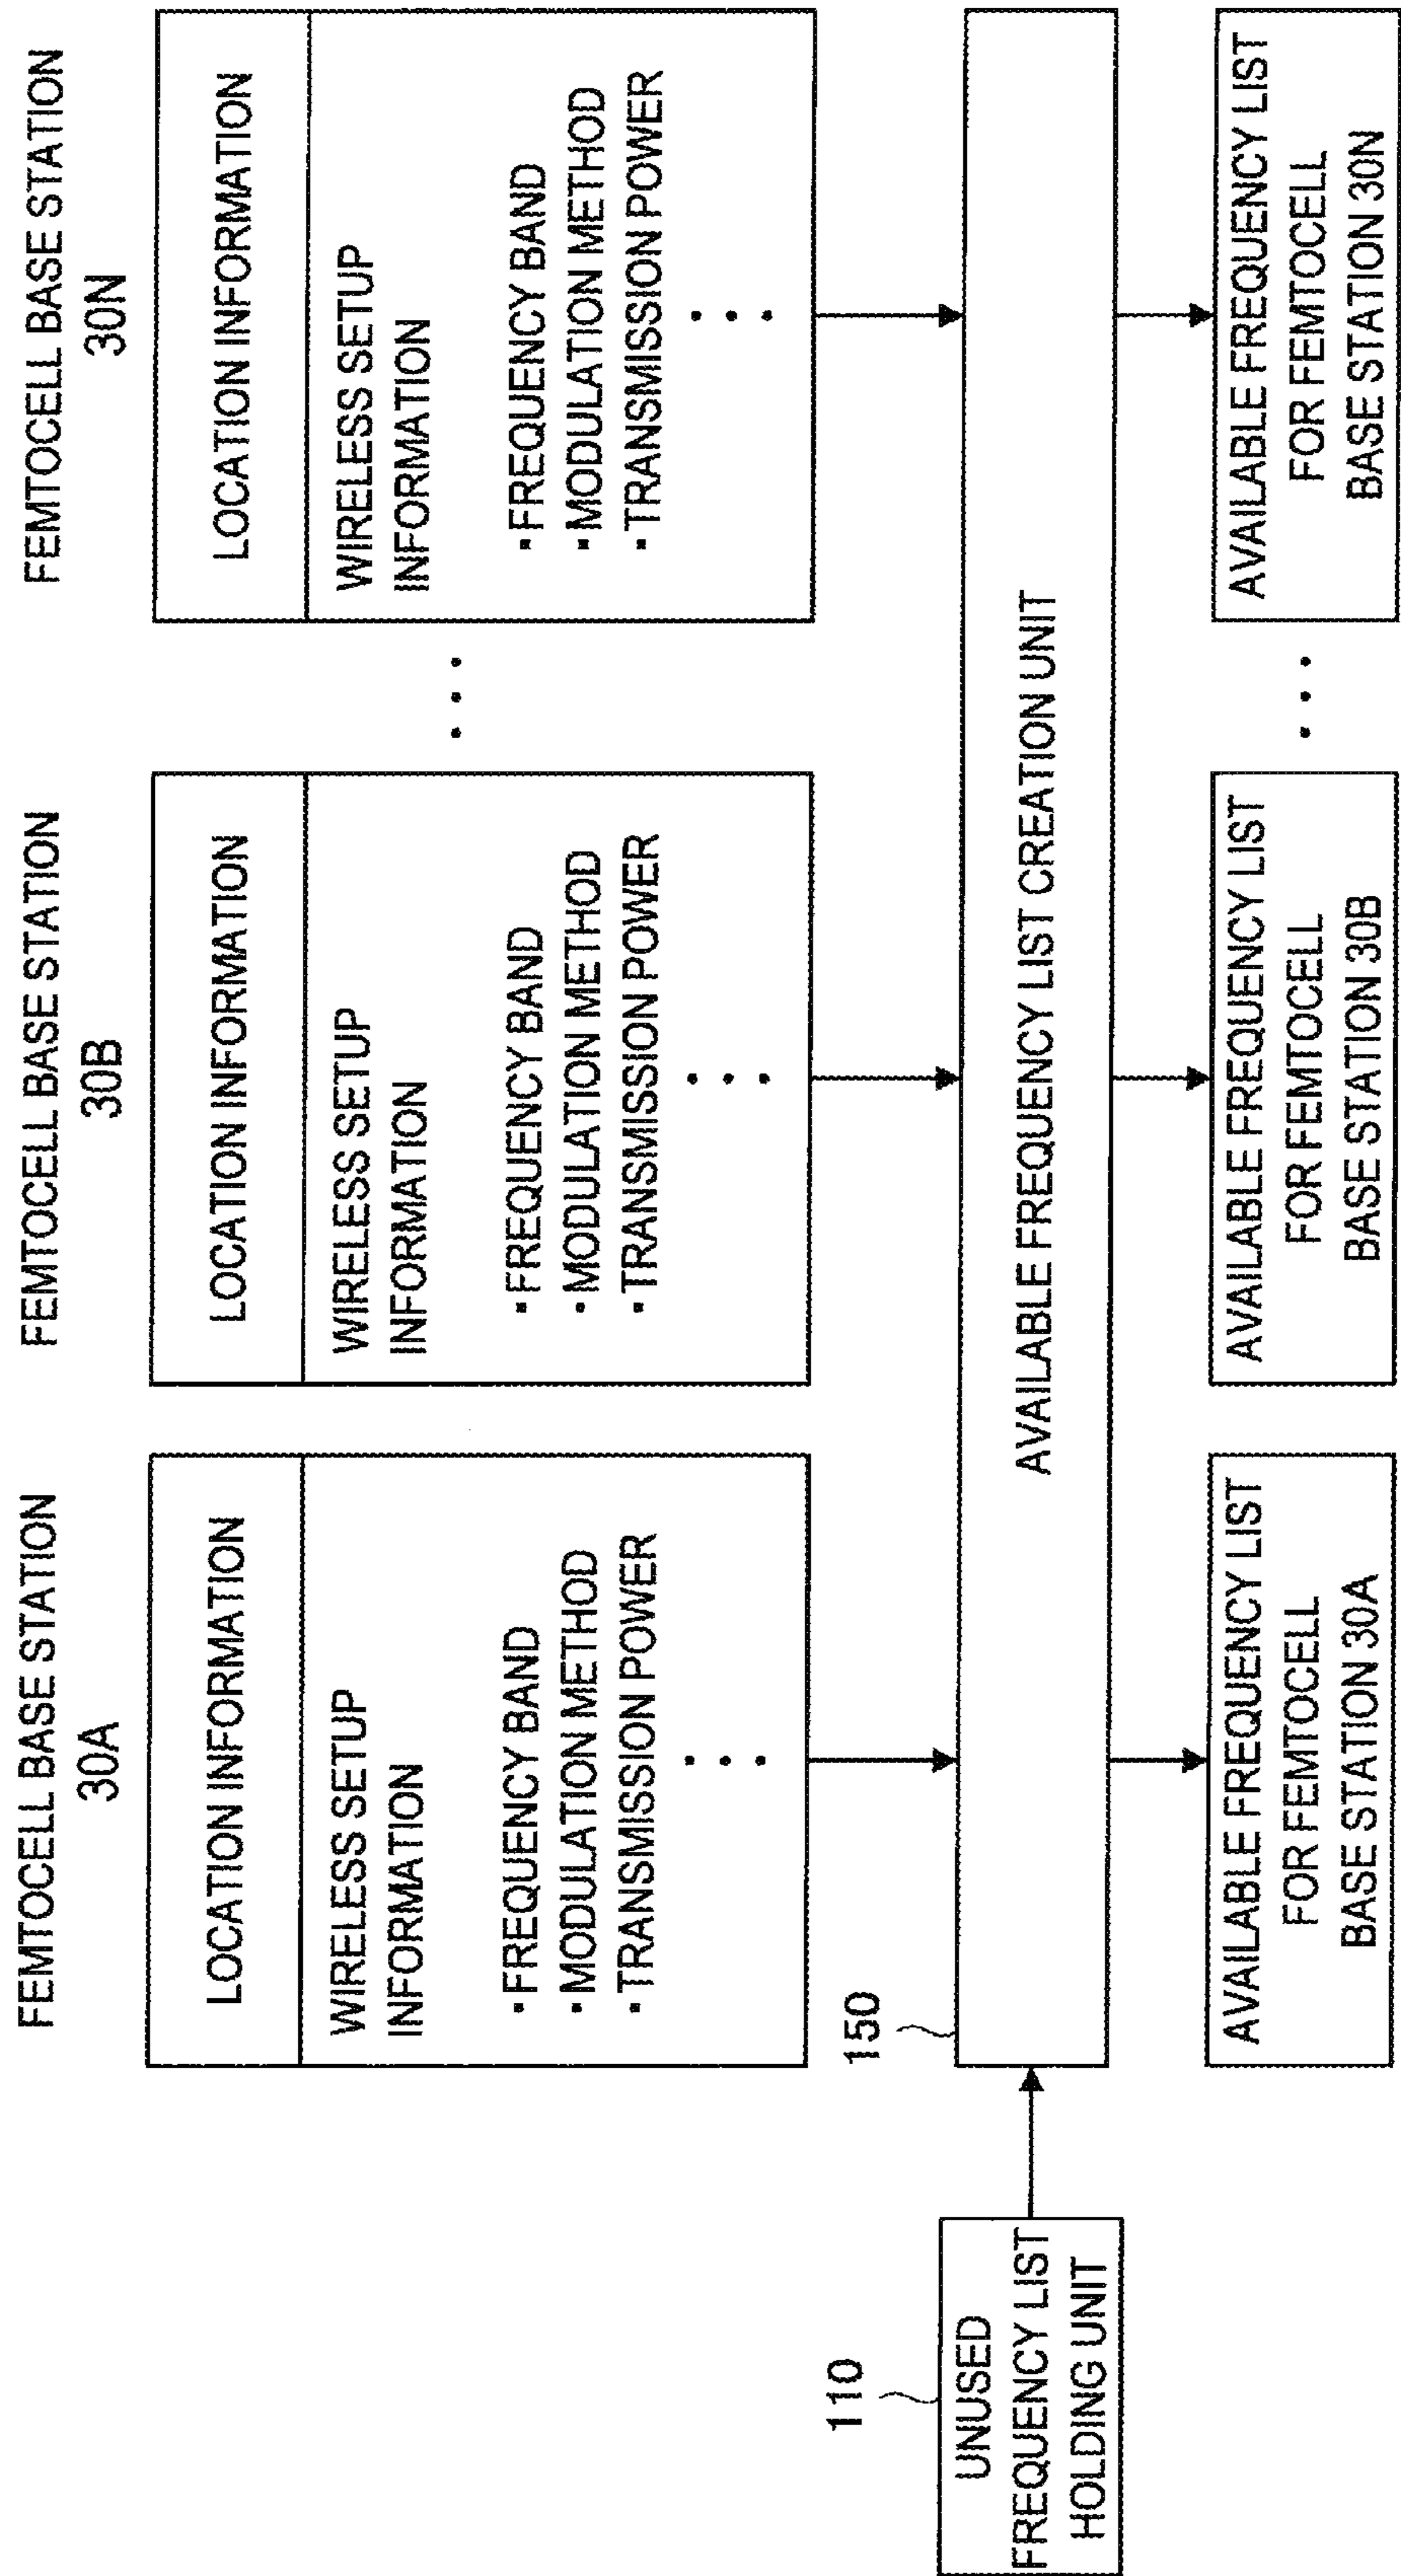 FEMTOCELL BASE STATION
30A
LOCATION INFORMATION
WIRELESS SETUP
INFORMATION
▪FREQUENCY BAND
▪MODULATION METHOD
▪TRANSMISSION POWER
. . .
FEMTOCELL BASE STATION
30B
LOCATION INFORMATION
WIRELESS SETUP
INFORMATION
▪FREQUENCY BAND
▪MODULATION METHOD
▪TRANSMISSION POWER
. . .
. . .
FEMTOCELL BASE STATION
30N
LOCATION INFORMATION
WIRELESS SETUP
INFORMATION
▪FREQUENCY BAND
▪MODULATION METHOD
▪TRANSMISSION POWER
. . .
110
UNUSED
FREQUENCY LIST
HOLDING UNIT
150
AVAILABLE FREQUENCY LIST CREATION UNIT
AVAILABLE FREQUENCY LIST
FOR FEMTOCELL
BASE STATION 30A
AVAILABLE FREQUENCY LIST
FOR FEMTOCELL
BASE STATION 30B
. . .
AVAILABLE FREQUENCY LIST
FOR FEMTOCELL
BASE STATION 30N